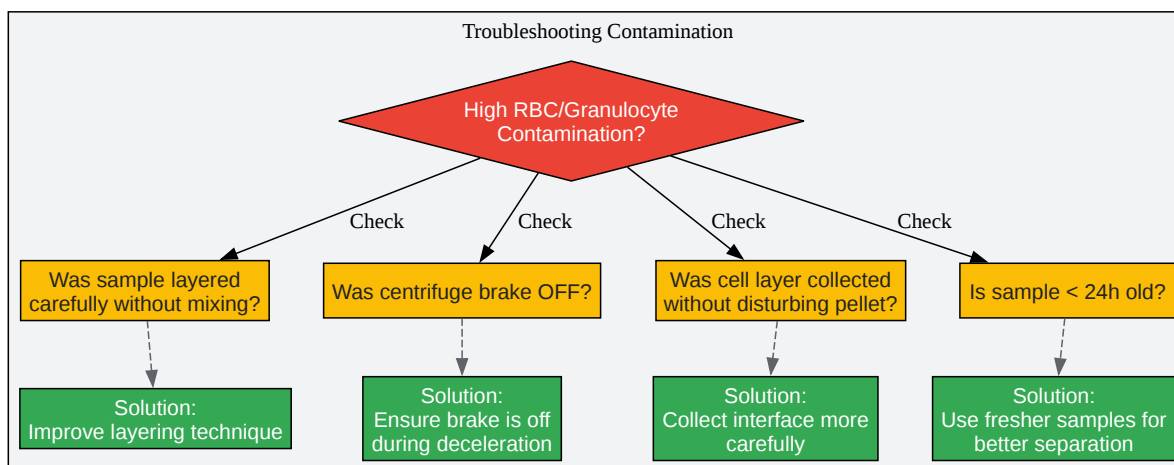 Troubleshooting Contamination
High RBC/Granulocyte
Contamination?
Check
Check
Check
Check
Was sample layered
carefully without mixing?
Was centrifuge brake OFF?
Was cell layer collected
without disturbing pellet?
Is sample < 24h old?
Solution:
Improve layering technique
Solution:
Ensure brake is off
during deceleration
Solution:
Collect interface more
carefully
Solution:
Use fresher samples for
better separation